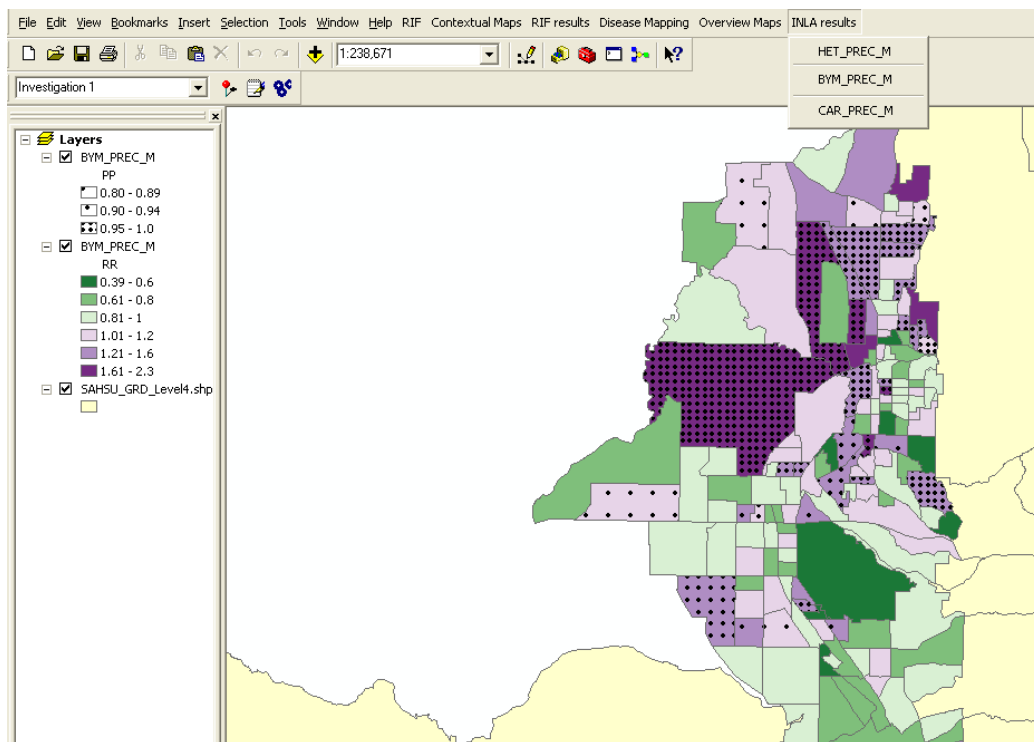 File Edit View Bookmarks Insert Selection Tools Window Help RIF Contextual Maps RIF results Disease Mapping Overview Maps INLA results
1:238,671
HET_PREC_M
BYM_PREC_M
CAR_PREC_M
Investigation 1
Layers
BYM_PREC_M
PP
0.80 - 0.89
0.90 - 0.94
0.95 - 1.0
BYM_PREC_M
RR
0.39 - 0.6
0.61 - 0.8
0.81 - 1
1.01 - 1.2
1.21 - 1.6
1.61 - 2.3
SAHSU_GRD_Level4.shp